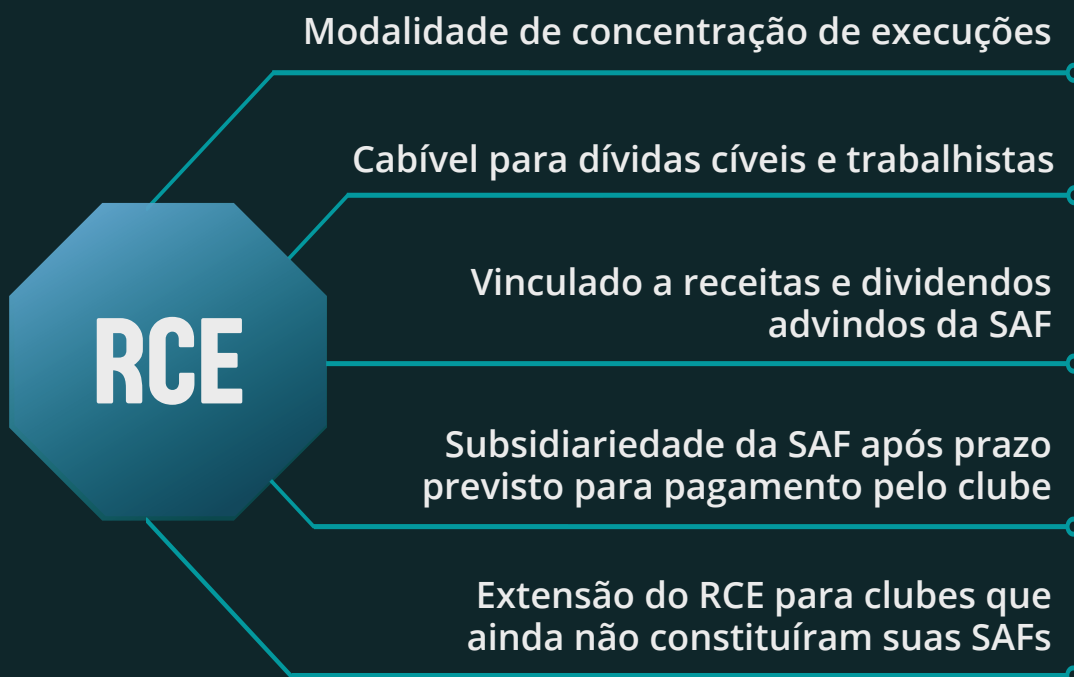 Modalidade de concentração de execuções
Cabível para dívidas cíveis e trabalhistas
Vinculado a receitas e dividendos
advindos da SAF
RCE
Subsidiariedade da SAF após prazo
previsto para pagamento pelo clube
Extensão do RCE para clubes que
ainda não constituíram suas SAFs